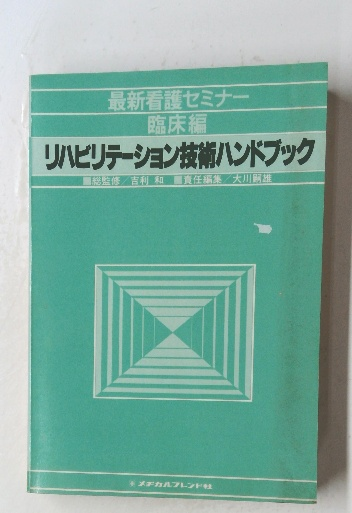 最新看護セミナー
臨床編
リハビリテーション技術ハンドブック
■総監修／吉利 和 ■責任編集／大川嗣雄
メヂカルフレンド社